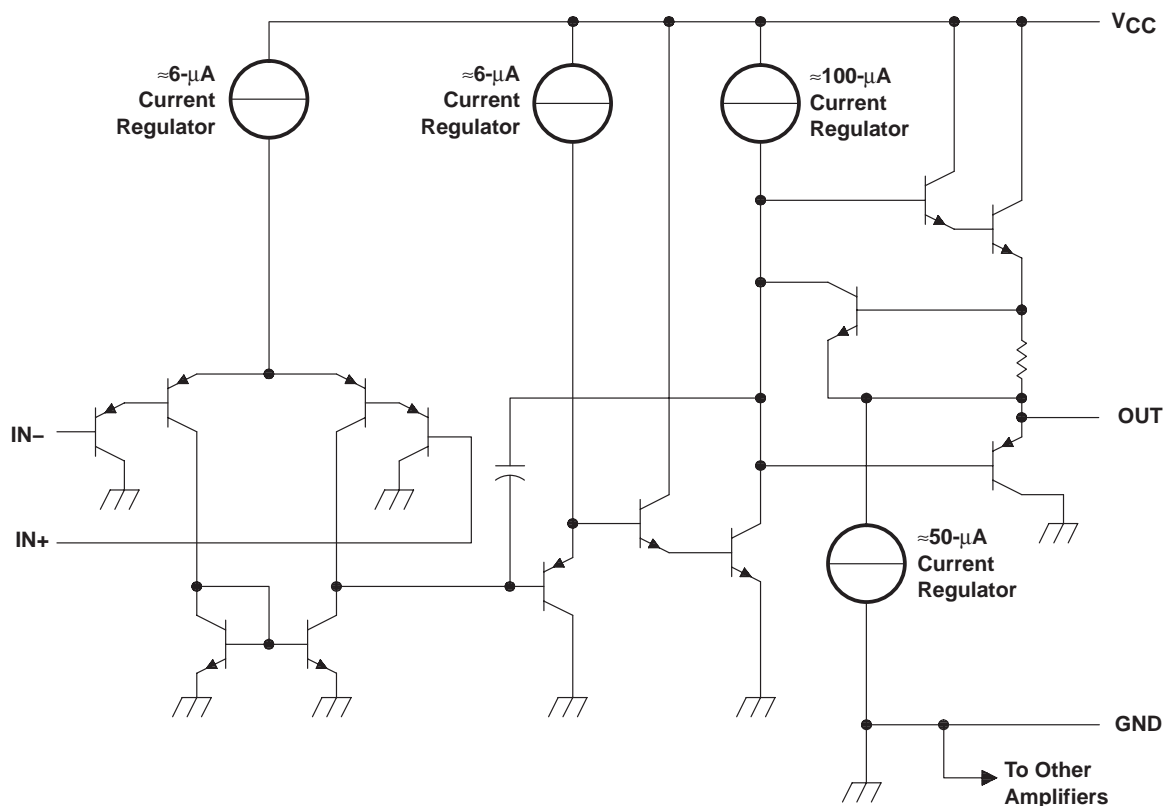 VCC
≈6-μA
Current
Regulator
≈6-μA
Current
Regulator
≈100-μA
Current
Regulator
IN−
OUT
IN+
≈50-μA
Current
Regulator
GND
To Other
Amplifiers